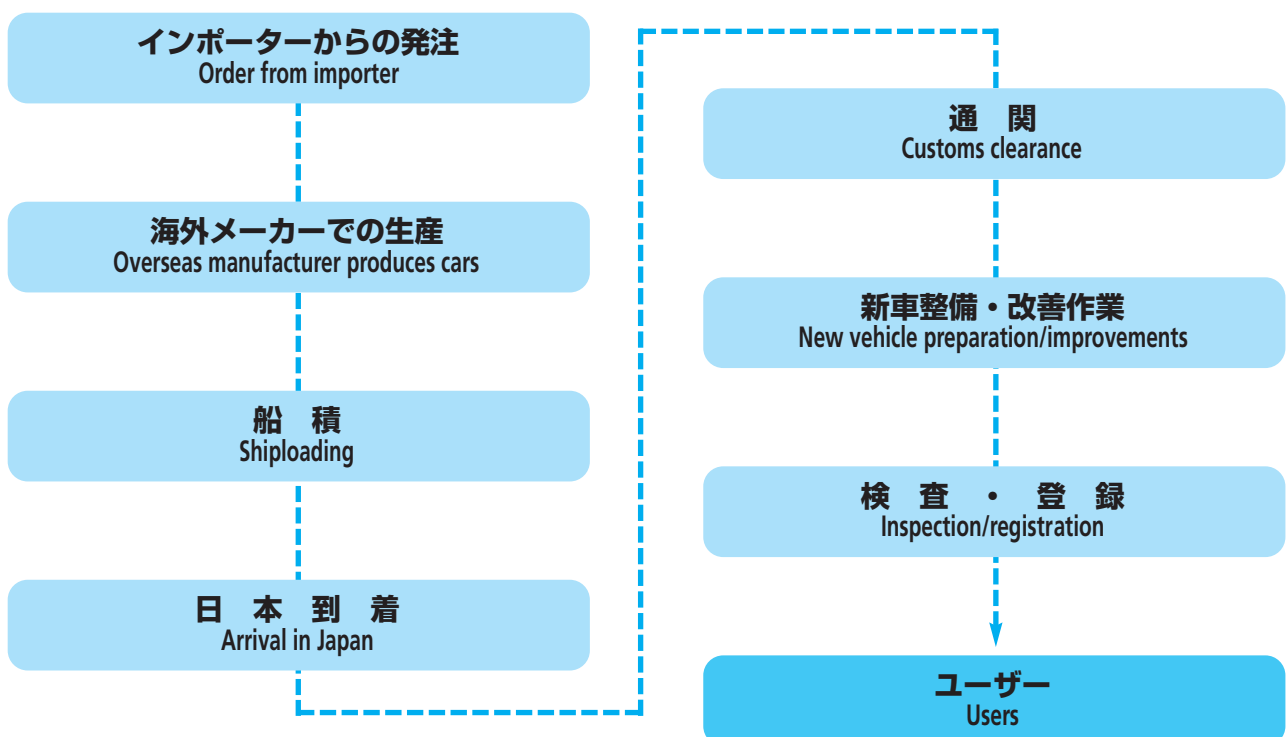 インポーターからの発注
Order from importer
海外メーカーでの生産
Overseas manufacturer produces cars
船　積
Shiploading
日　本　到　着
Arrival in Japan
通　関
Customs clearance
新車整備・改善作業
New vehicle preparation/improvements
検　査　・　登　録
Inspection/registration
ユーザー
Users